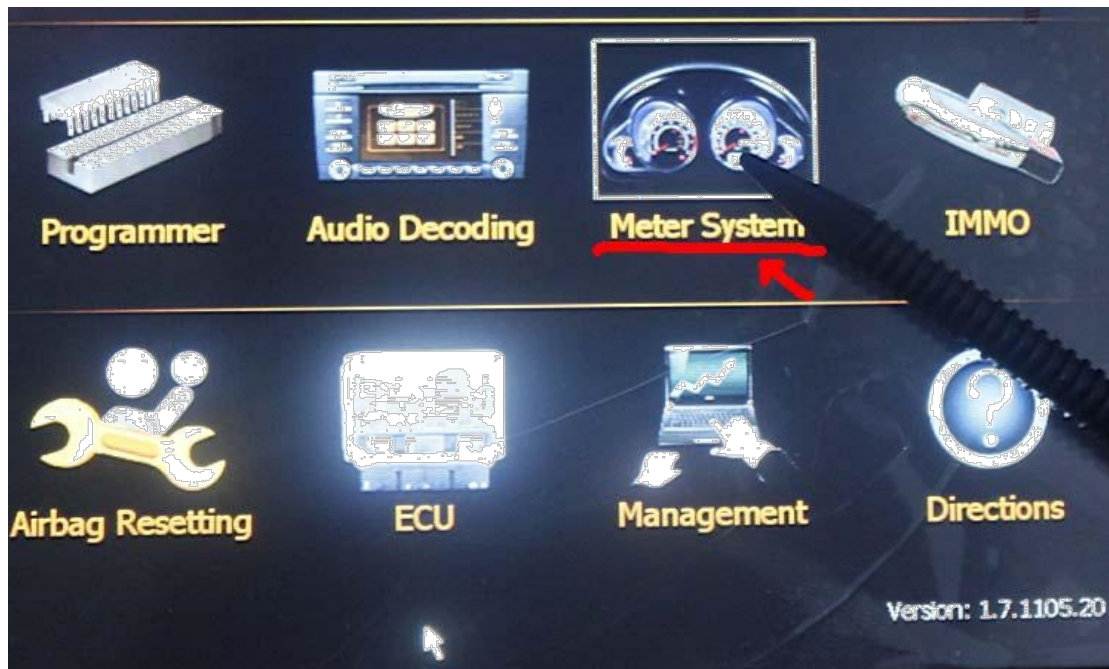 Programmer
Audio Decoding
Meter System
IMMO
Airbag Resetting
ECU
Management
Directions
Version: 1.7.1105.20